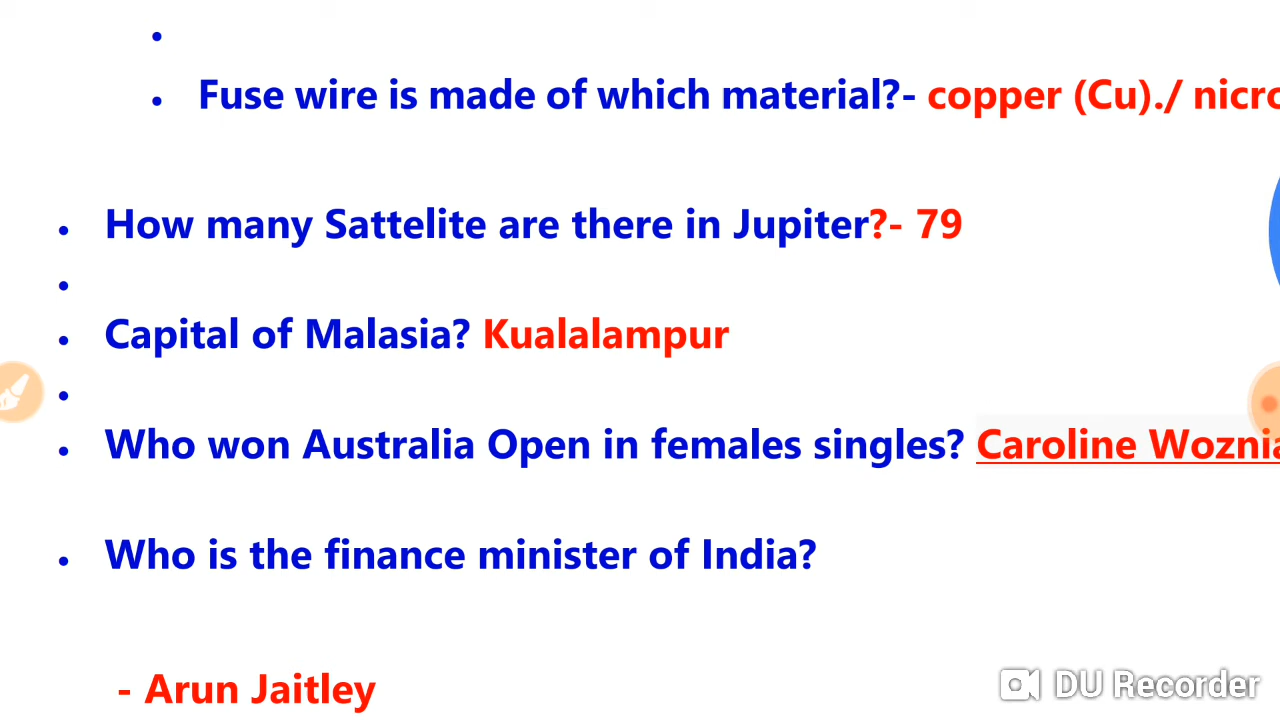 Fuse wire is made of which material?- copper (Cu)./
How many Sattelite are there in Jupiter?- 79
Capital of Malasia? Kualalampur
Who won Australia Open in females singles? Caroline
Who is the finance minister of India?
- Arun Jaitley
DU Recorder